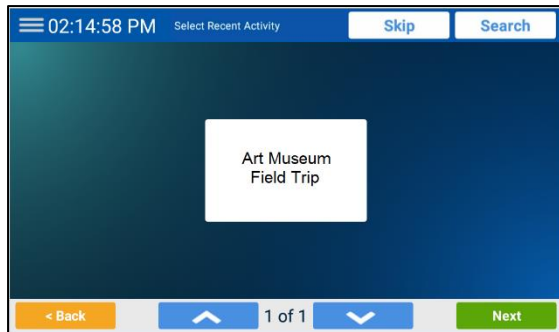 02:14:58 PM Select Recent Activity Skip Search
Art Museum
Field Trip
< Back 1 of 1 Next